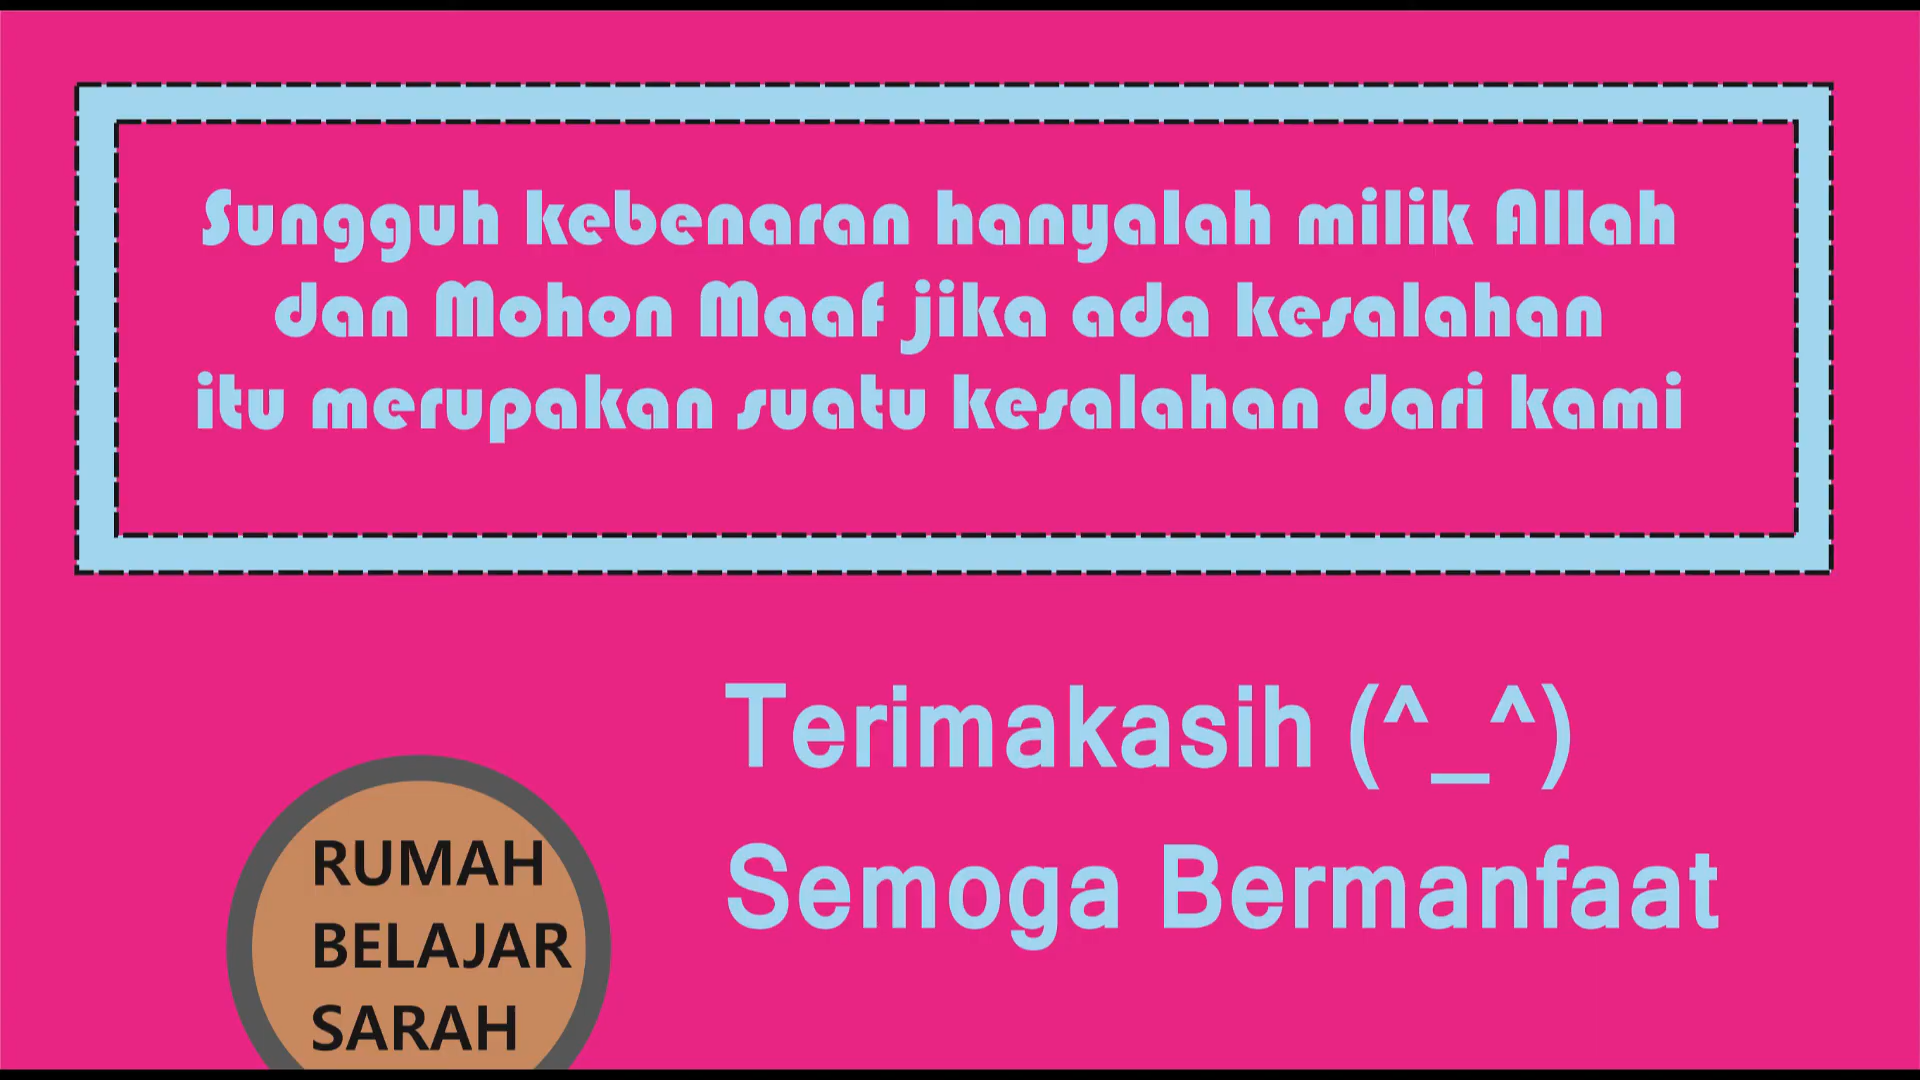 Sungguh kebenaran hanyalah milik Allah
dan Mohon Maaf jika ada kesalahan
itu merupakan suatu kesalahan dari kami
Terimakasih (^_^)
Semoga Bermanfaat
RUMAH
BELAJAR
SARAH